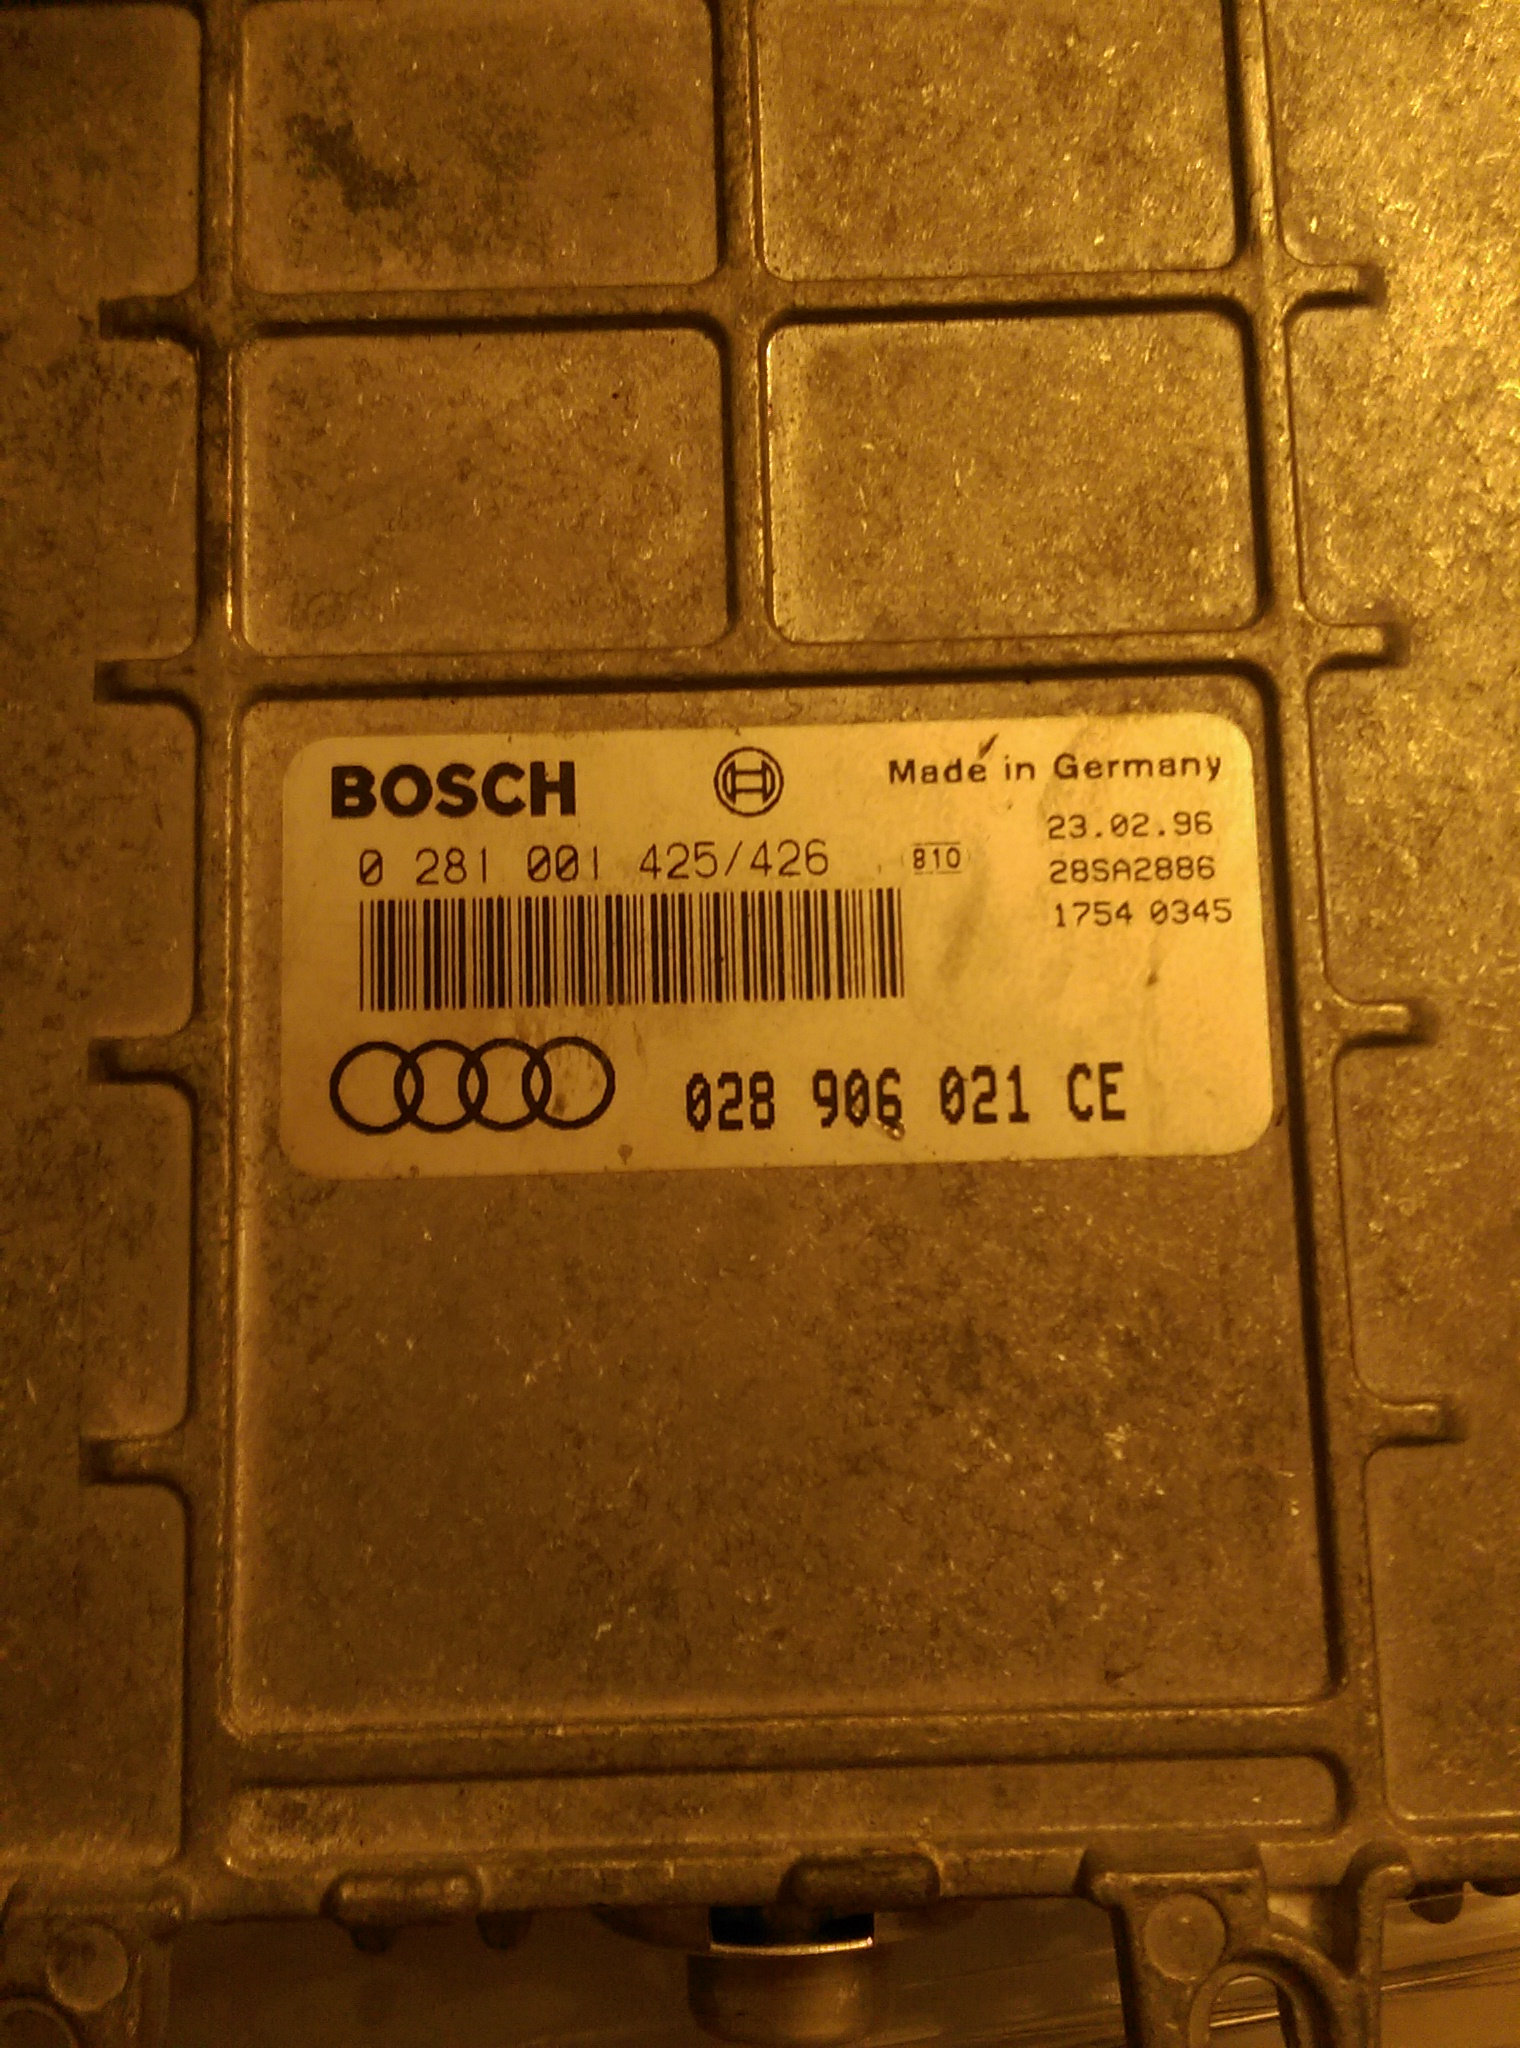 BOSCH
Made in Germany
23.02.96
0 281 001 425/426
810
28SA2886
1754 0345
028 906 021 CE